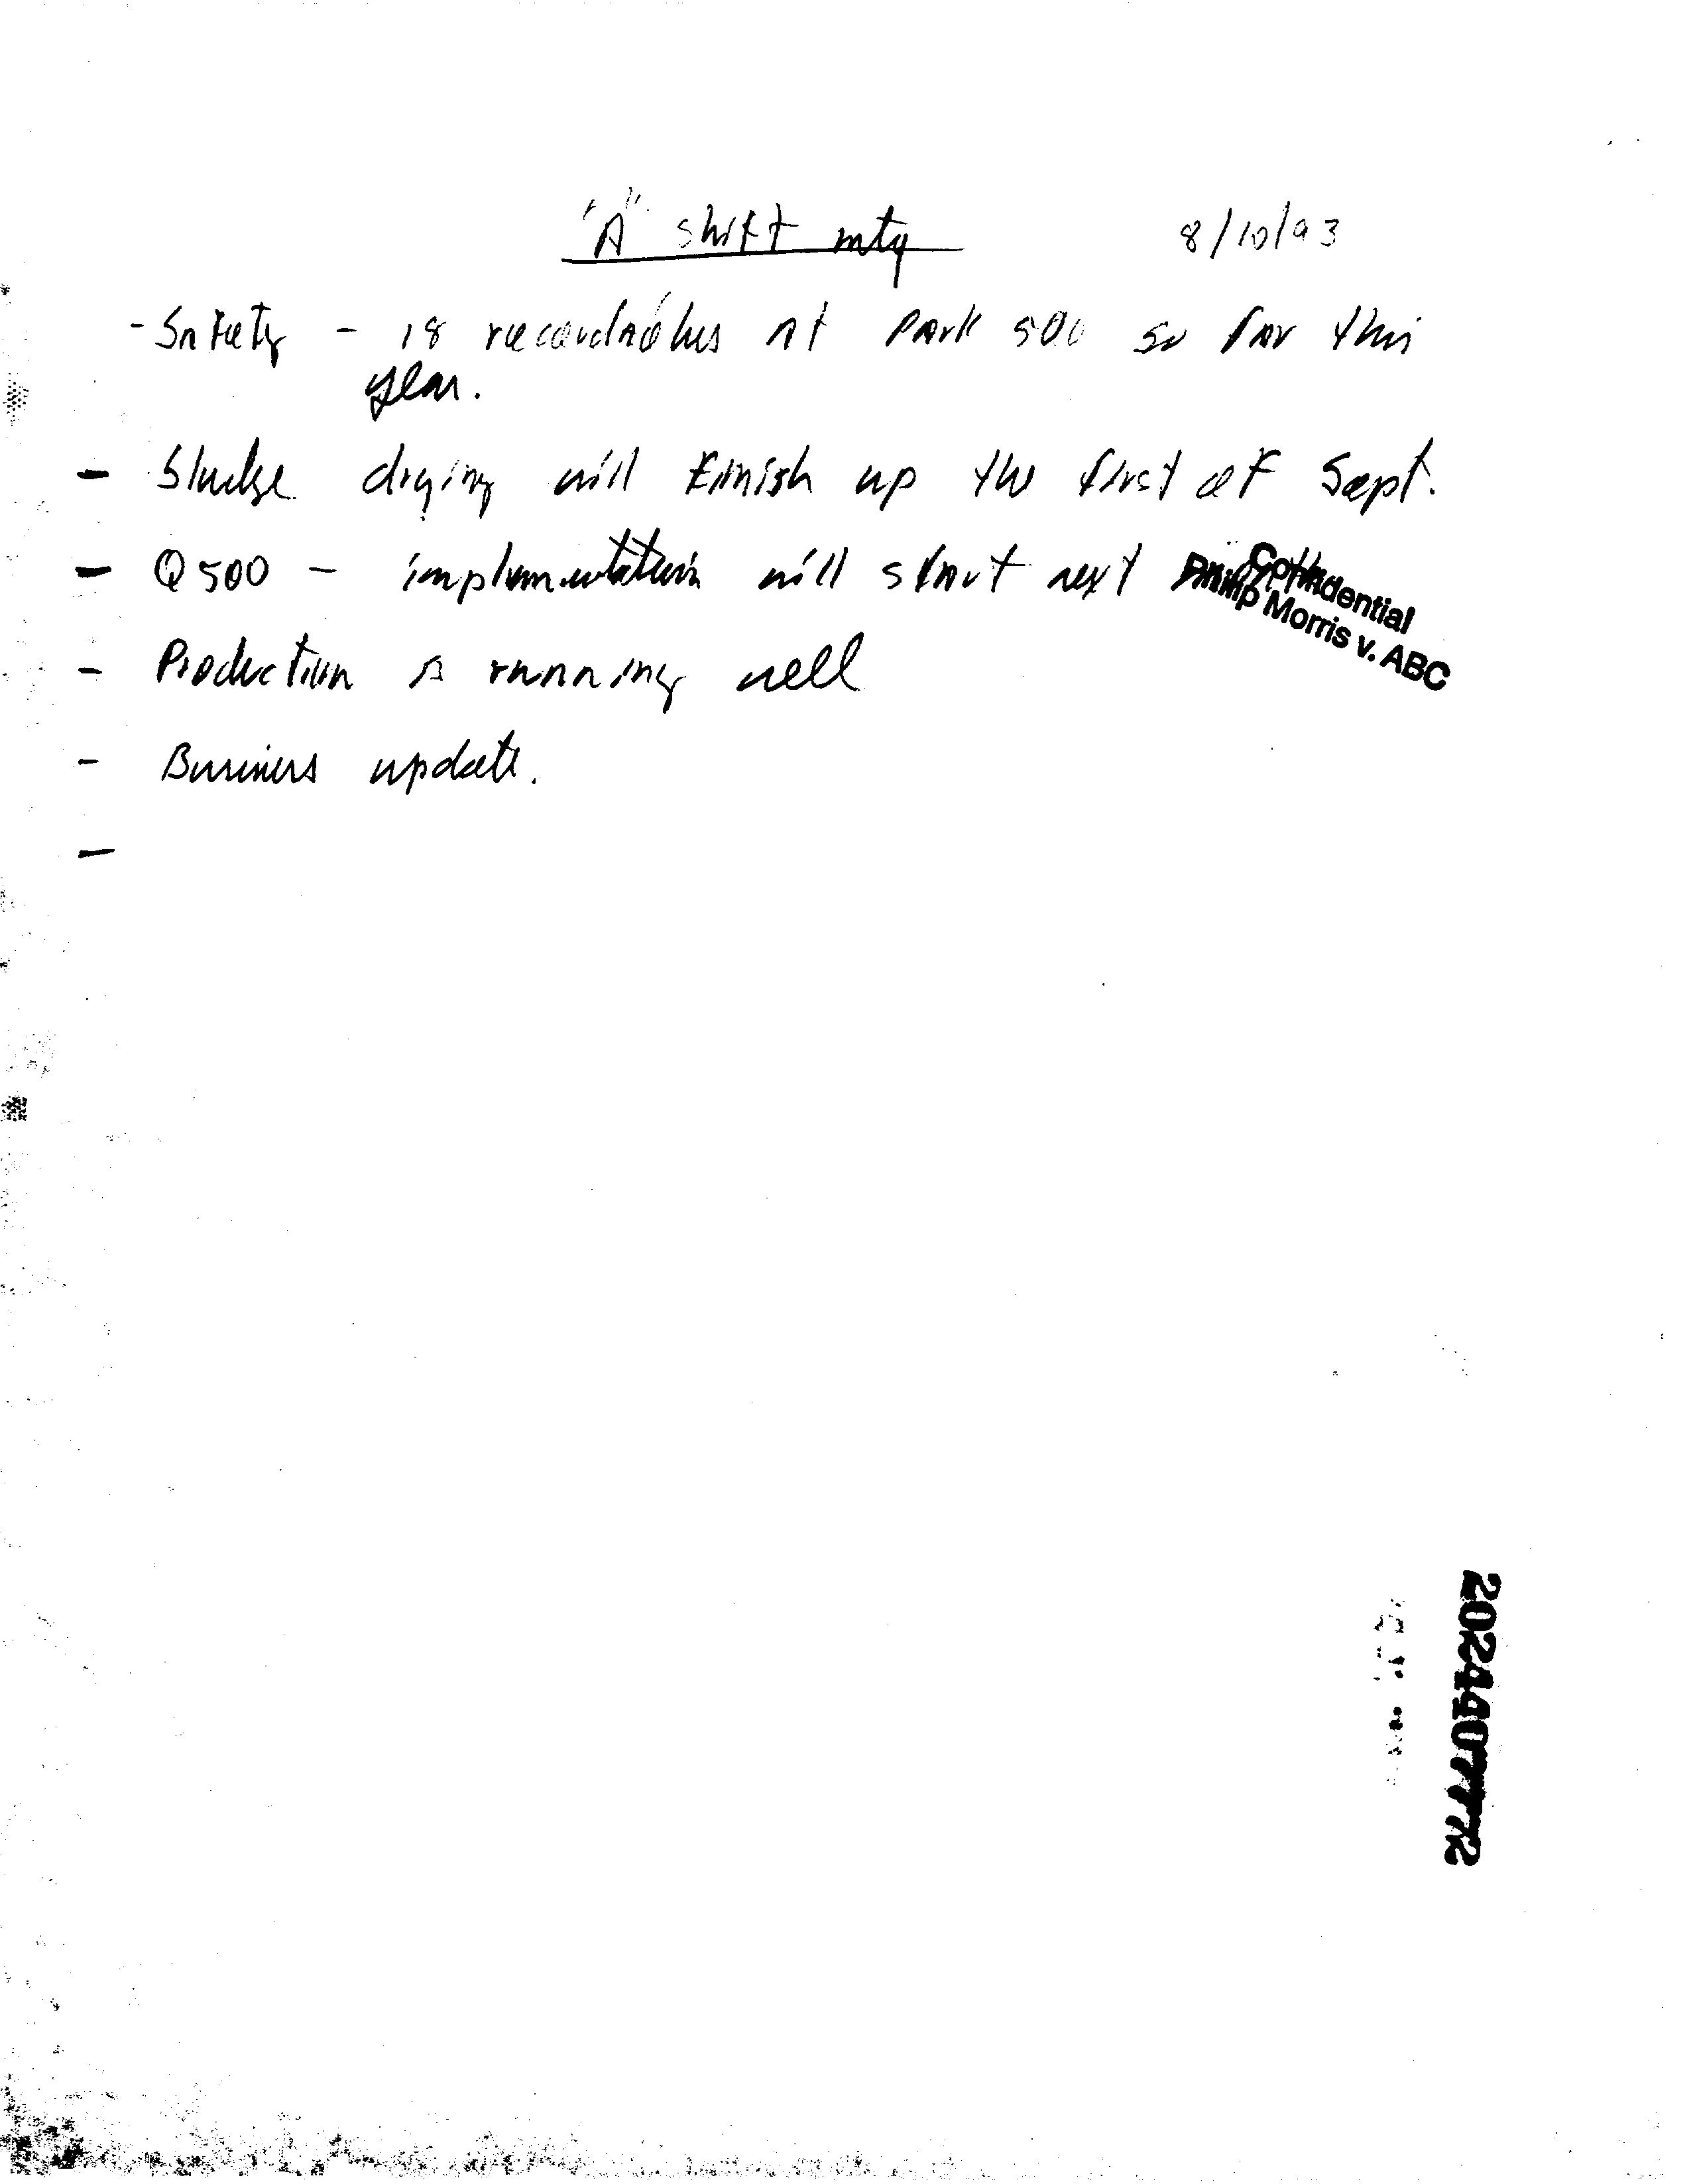 "A" shift mtg 8/10/93
- Safety - 18 recordables at Park 500 so far this
year.
- Sludge drying will finish up the first of Sept.
- Q500 - implementation will start next
Confidential
Philip Morris v. ABC
- Production is running well
- Business update.
-
2024407772